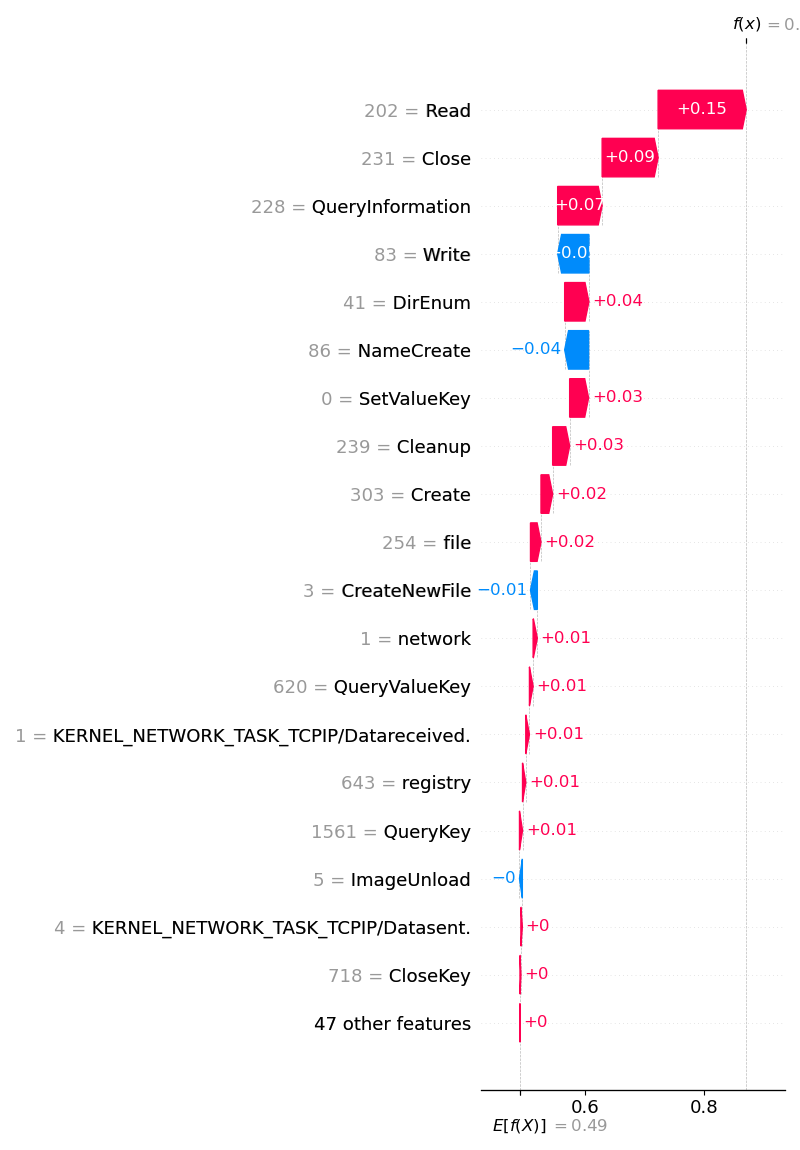 f(x) = 0.
202 = Read
+0.15
231 = Close
+0.09
228 = QueryInformation
+0.07
83 = Write
41 = DirEnum
+0.04
86 = NameCreate
−0.04
0 = SetValueKey
+0.03
239 = Cleanup
+0.03
303 = Create
+0.02
254 = file
+0.02
3 = CreateNewFile
−0.01
1 = network
+0.01
620 = QueryValueKey
+0.01
1 = KERNEL_NETWORK_TASK_TCPIP/Datareceived.
+0.01
643 = registry
+0.01
1561 = QueryKey
+0.01
5 = ImageUnload
−0
4 = KERNEL_NETWORK_TASK_TCPIP/Datasent.
+0
718 = CloseKey
+0
47 other features
+0
0.6 0.8
E[f(X)] = 0.49